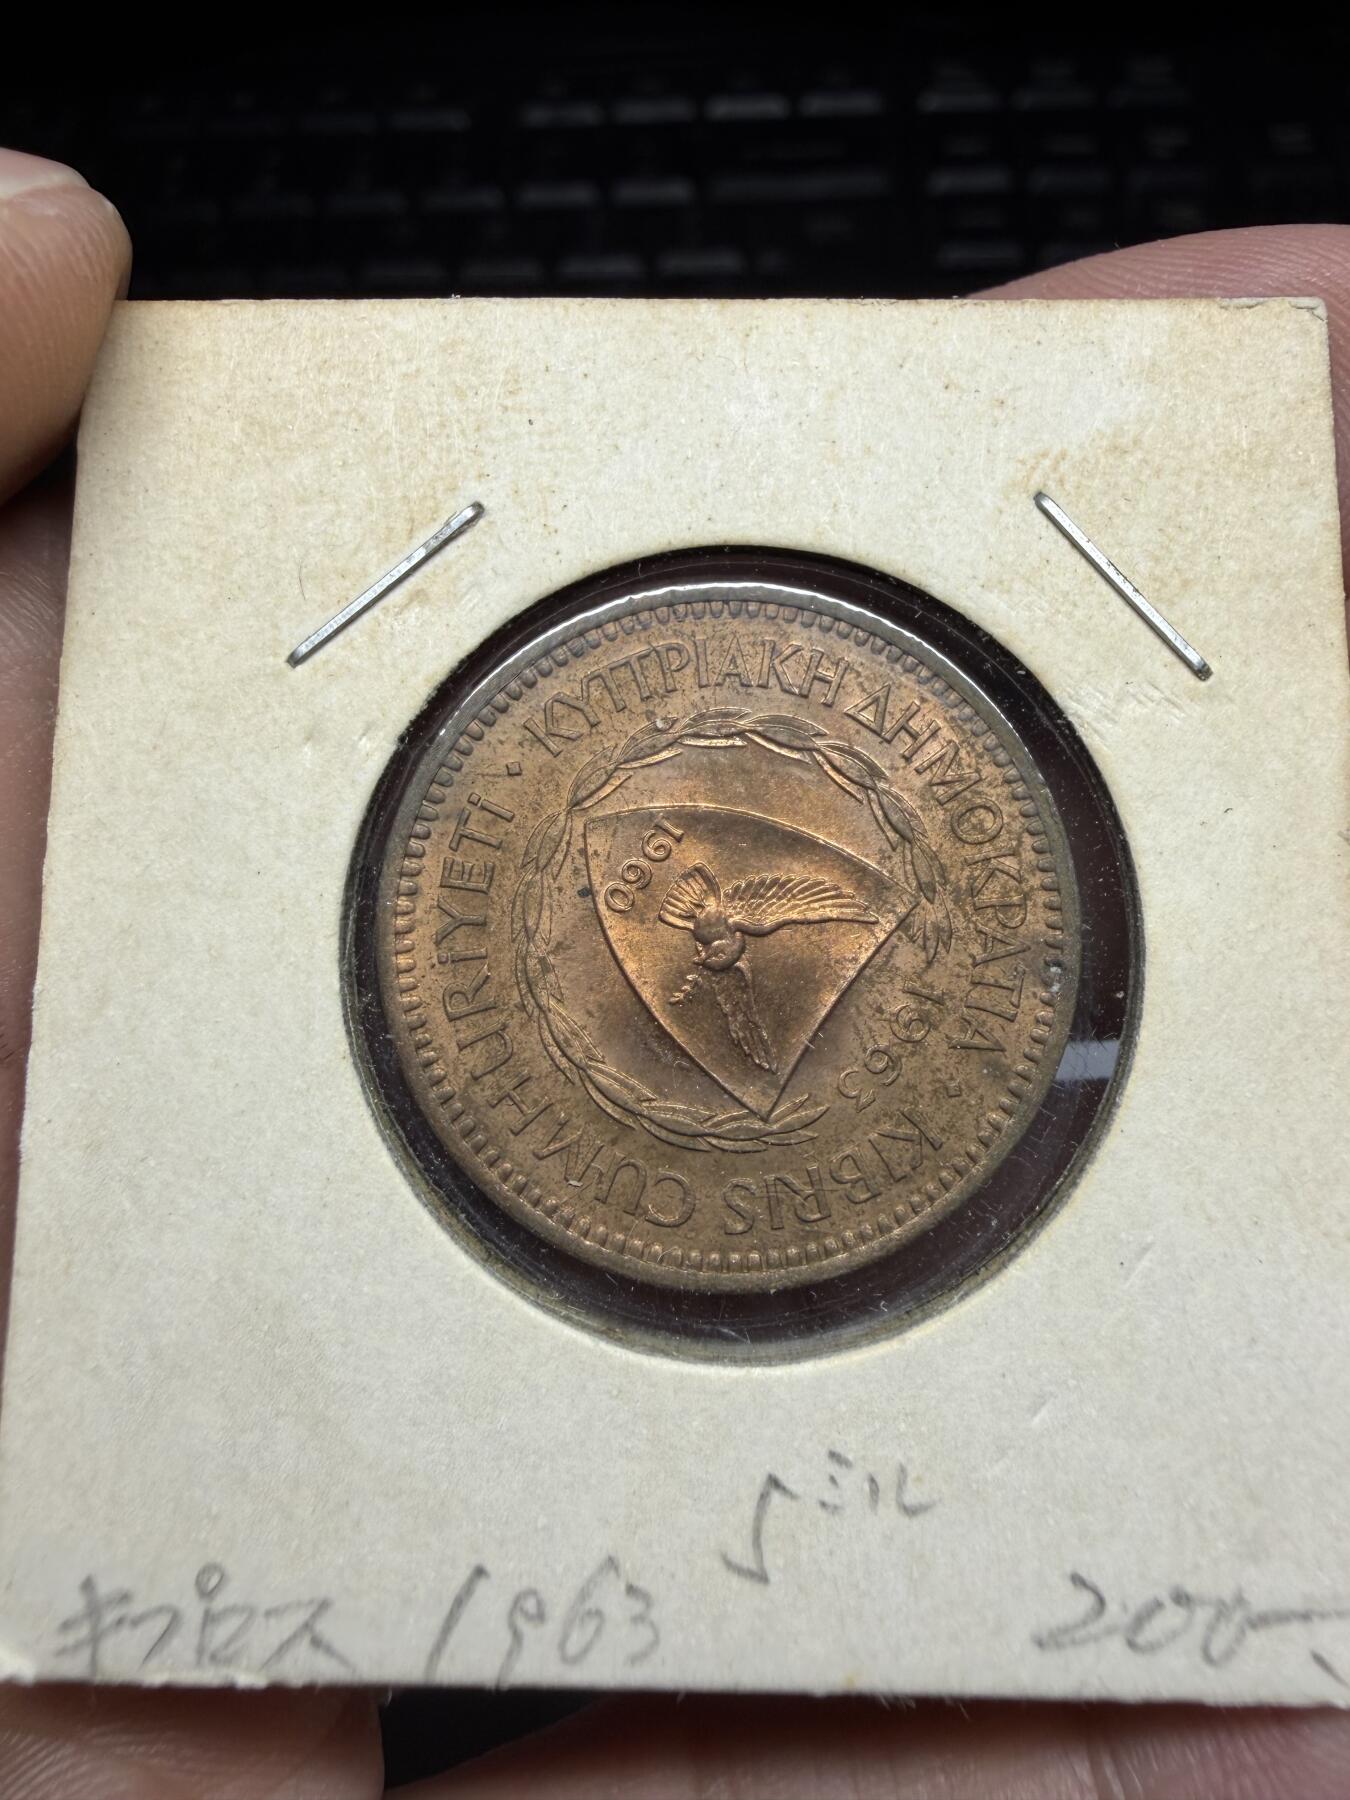 · ΚΥΠΡΙΑΚΗ ΔΗΜΟΚΡΑΤΙΑ ·
KIBRIS CUMHURİYETİ
1960
1963
5ミル
キプロス 1963 200-